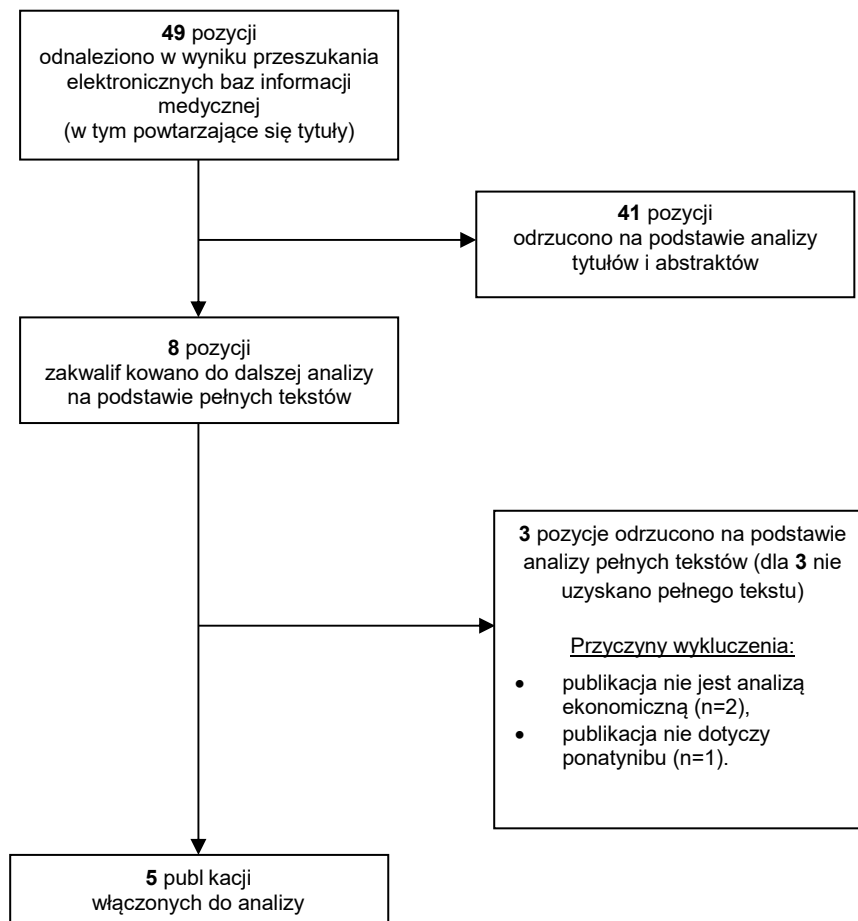 49 pozycji
odnaleziono w wyniku przeszukania
elektronicznych baz informacji
medycznej
(w tym powtarzające się tytuły)
41 pozycji
odrzucono na podstawie analizy
tytułów i abstraktów
8 pozycji
zakwalif kowano do dalszej analizy
na podstawie pełnych tekstów
3 pozycje odrzucono na podstawie
analizy pełnych tekstów (dla 3 nie
uzyskano pełnego tekstu)
Przyczyny wykluczenia:
• publikacja nie jest analizą
ekonomiczną (n=2),
• publikacja nie dotyczy
ponatynibu (n=1).
5 publ kacji
włączonych do analizy